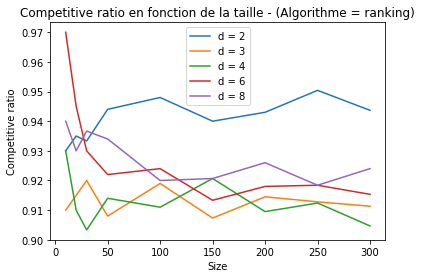 Competitive ratio en fonction de la taille - (Algorithme = ranking)
d = 2
d = 3
d = 4
d = 6
d = 8
Competitive ratio
0.97
0.96
0.95
0.94
0.93
0.92
0.91
0.90
0 50 100 150 200 250 300
Size